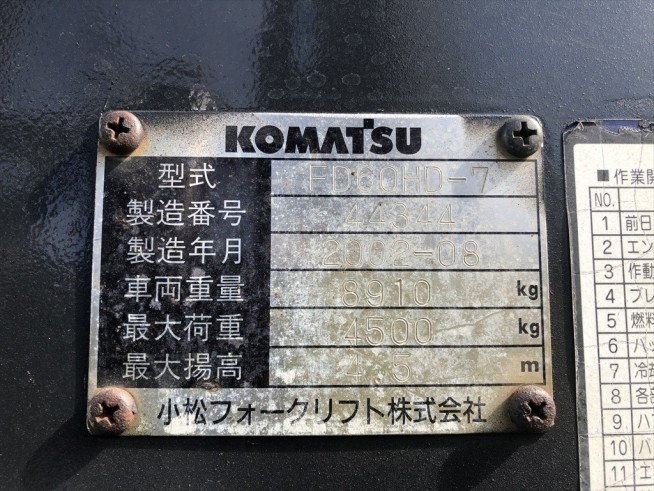 KOMATSU
型式 FD60HD-7
製造番号 44344
製造年月 2002-08
車両重量 8910 kg
最大荷重 4500 kg
最大揚高 4.5 m
小松フォークリフト株式会社
■作業開
NO.
1 前日
2 エン
3 作動
4 ブレ
5 燃料
6 バッ
7 冷却
8 各部
9 ハ
10 バ
11 エ